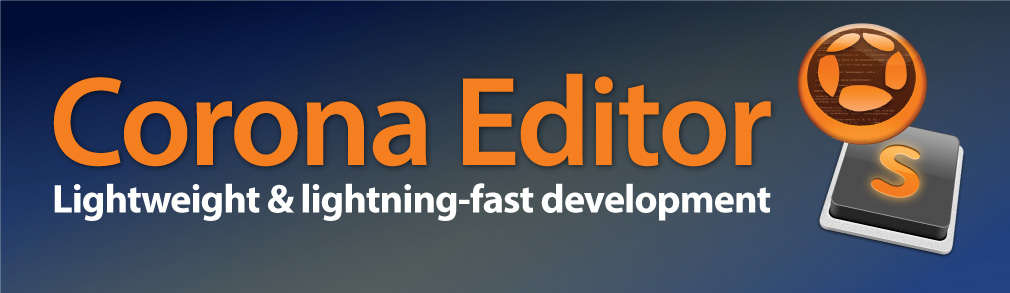 Corona Editor
Lightweight & lightning-fast development
S